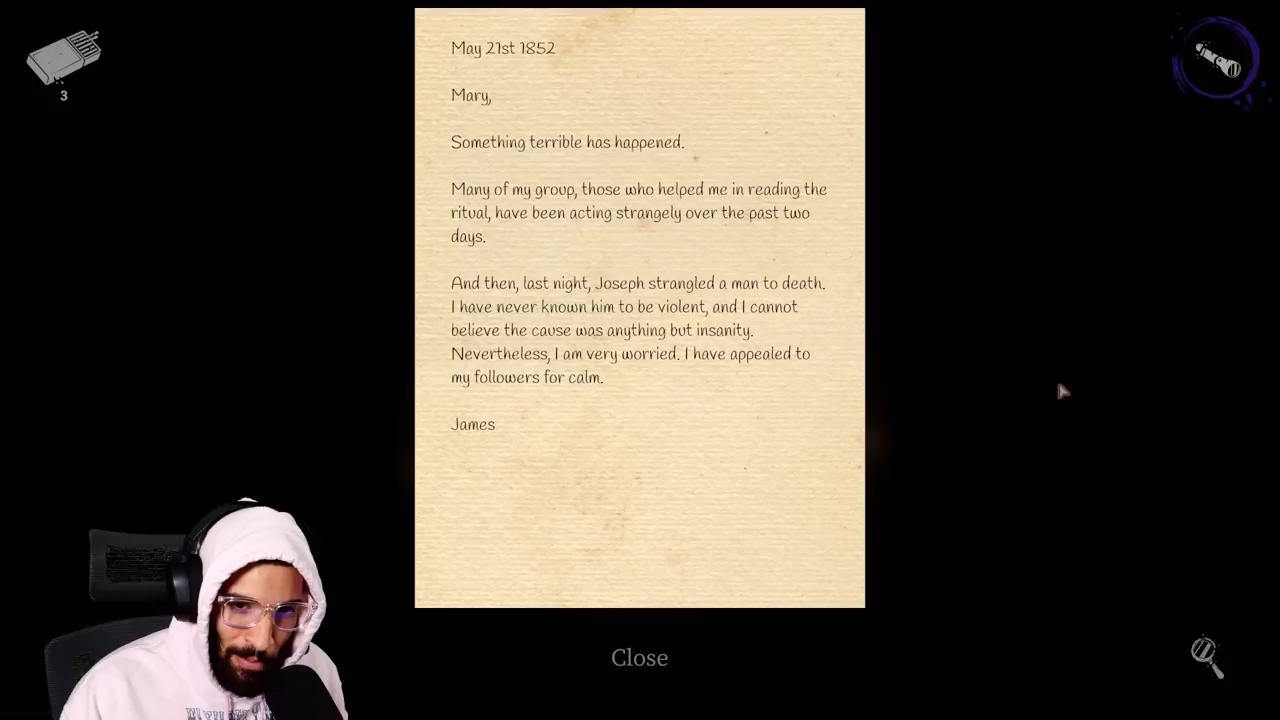 May 21st 1852
Mary,
Something terrible has happened.
Many of my group, those who helped me in reading the
ritual, have been acting strangely over the past two
days.
And then, last night, Joseph strangled a man to death.
I have never known him to be violent, and I cannot
believe the cause was anything but insanity.
Nevertheless, I am very worried. I have appealed to
my followers for calm.
James
3
Close